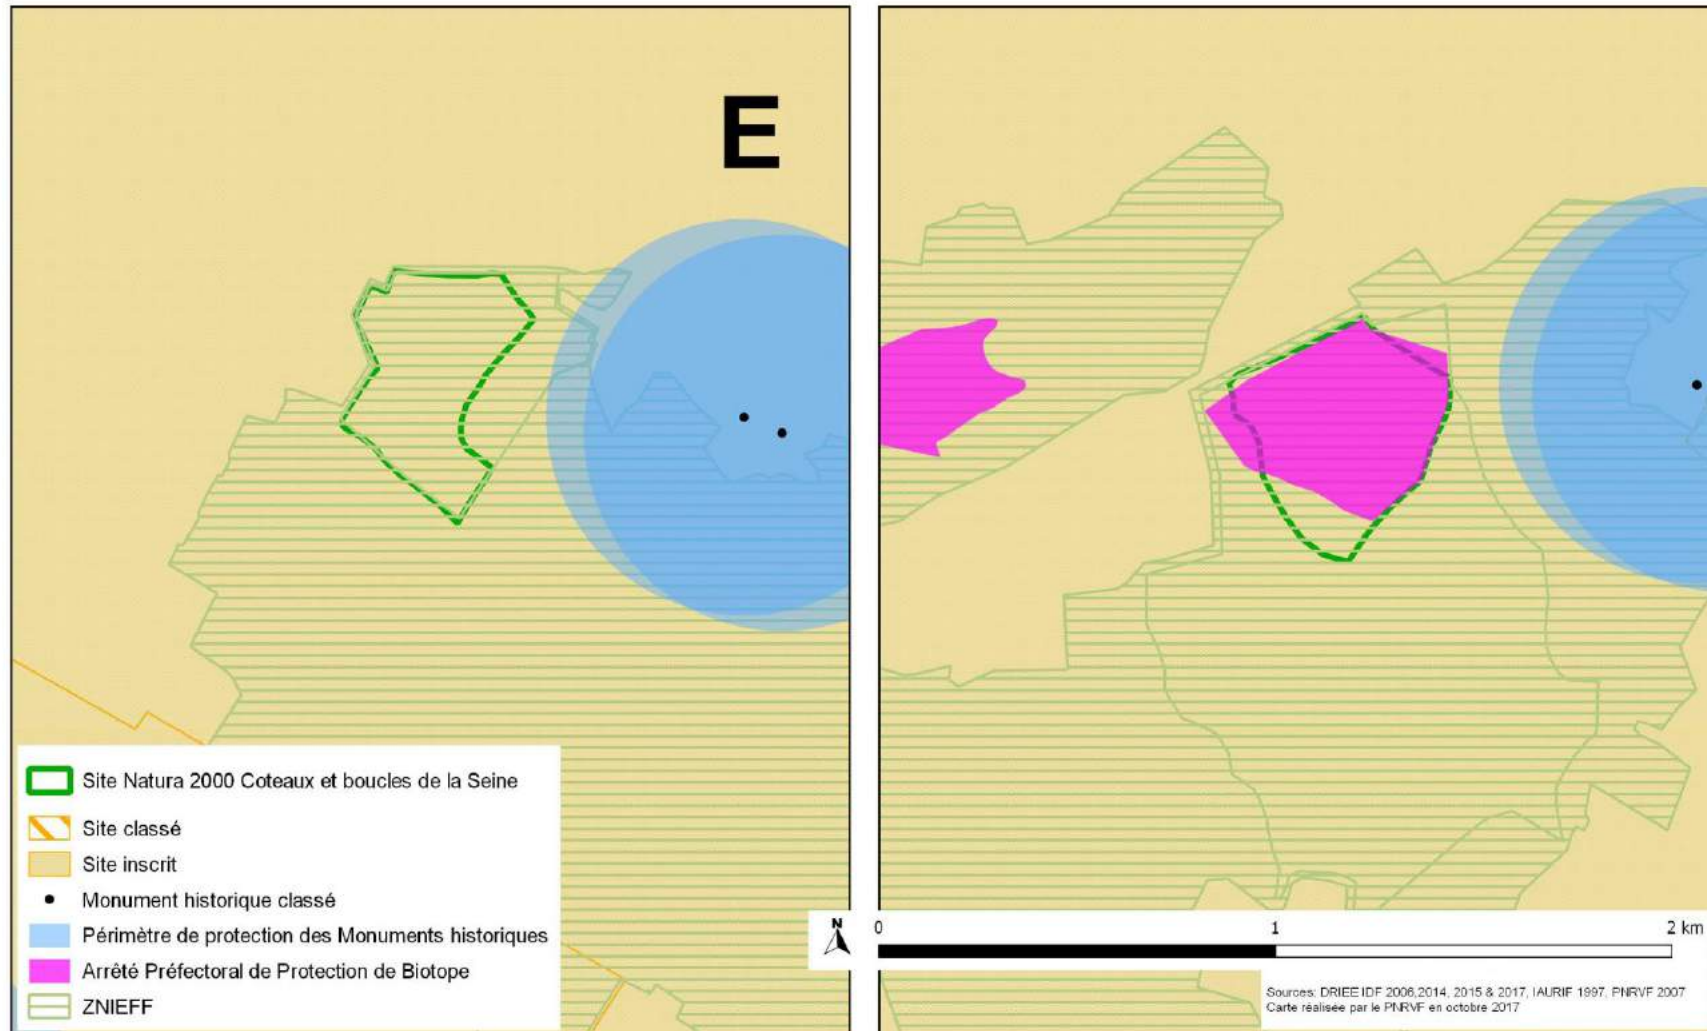 E
Site Natura 2000 Coteaux et boucles de la Seine
Site classé
Site inscrit
Monument historique classé
Périmètre de protection des Monuments historiques
Arrêté Préfectoral de Protection de Biotope
ZNIEFF
N
0 1 2 km
Sources: DRIEE IDF 2006,2014, 2015 & 2017, IAURIF 1997, PNRVF 2007
Carte réalisée par le PNRVF en octobre 2017